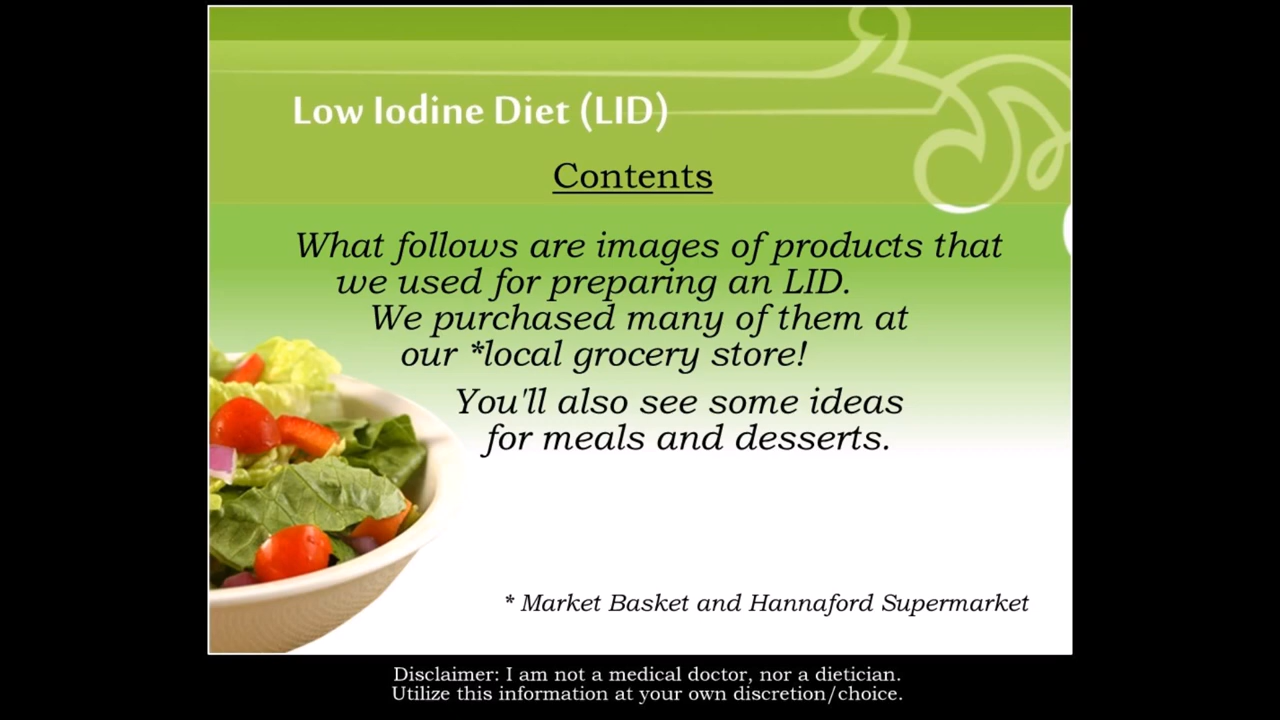 Low Iodine Diet (LID)
Contents
What follows are images of products that
we used for preparing an LID.
We purchased many of them at
our *local grocery store!
You'll also see some ideas
for meals and desserts.
* Market Basket and Hannaford Supermarket
Disclaimer: I am not a medical doctor, nor a dietician.
Utilize this information at your own discretion/choice.